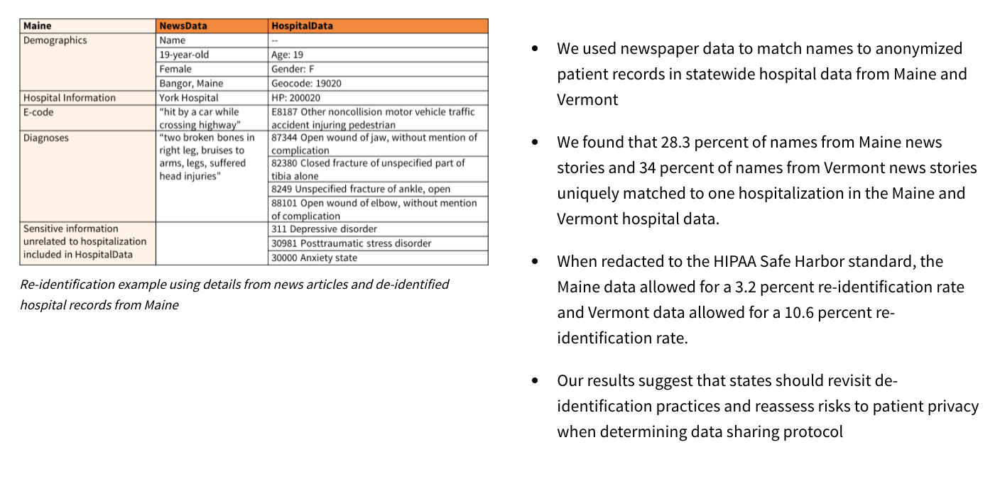 Maine NewsData HospitalData
Demographics Name --
19-year-old Age: 19
Female Gender: F
Bangor, Maine Geocode: 19020
Hospital Information York Hospital HP: 200020
E-code “hit by a car while E8187 Other noncollision motor vehicle traffic
crossing highway” accident injuring pedestrian
Diagnoses “two broken bones in 87344 Open wound of jaw, without mention of
right leg, bruises to complication
arms, legs, suffered 82380 Closed fracture of unspecified part of
head injuries” tibia alone
8249 Unspecified fracture of ankle, open
88101 Open wound of elbow, without mention
of complication
Sensitive information 311 Depressive disorder
unrelated to hospitalization 30981 Posttraumatic stress disorder
included in HospitalData 30000 Anxiety state
Re-identification example using details from news articles and de-identified
hospital records from Maine
• We used newspaper data to match names to anonymized
patient records in statewide hospital data from Maine and
Vermont
• We found that 28.3 percent of names from Maine news
stories and 34 percent of names from Vermont news stories
uniquely matched to one hospitalization in the Maine and
Vermont hospital data.
• When redacted to the HIPAA Safe Harbor standard, the
Maine data allowed for a 3.2 percent re-identification rate
and Vermont data allowed for a 10.6 percent re-
identification rate.
• Our results suggest that states should revisit de-
identification practices and reassess risks to patient privacy
when determining data sharing protocol